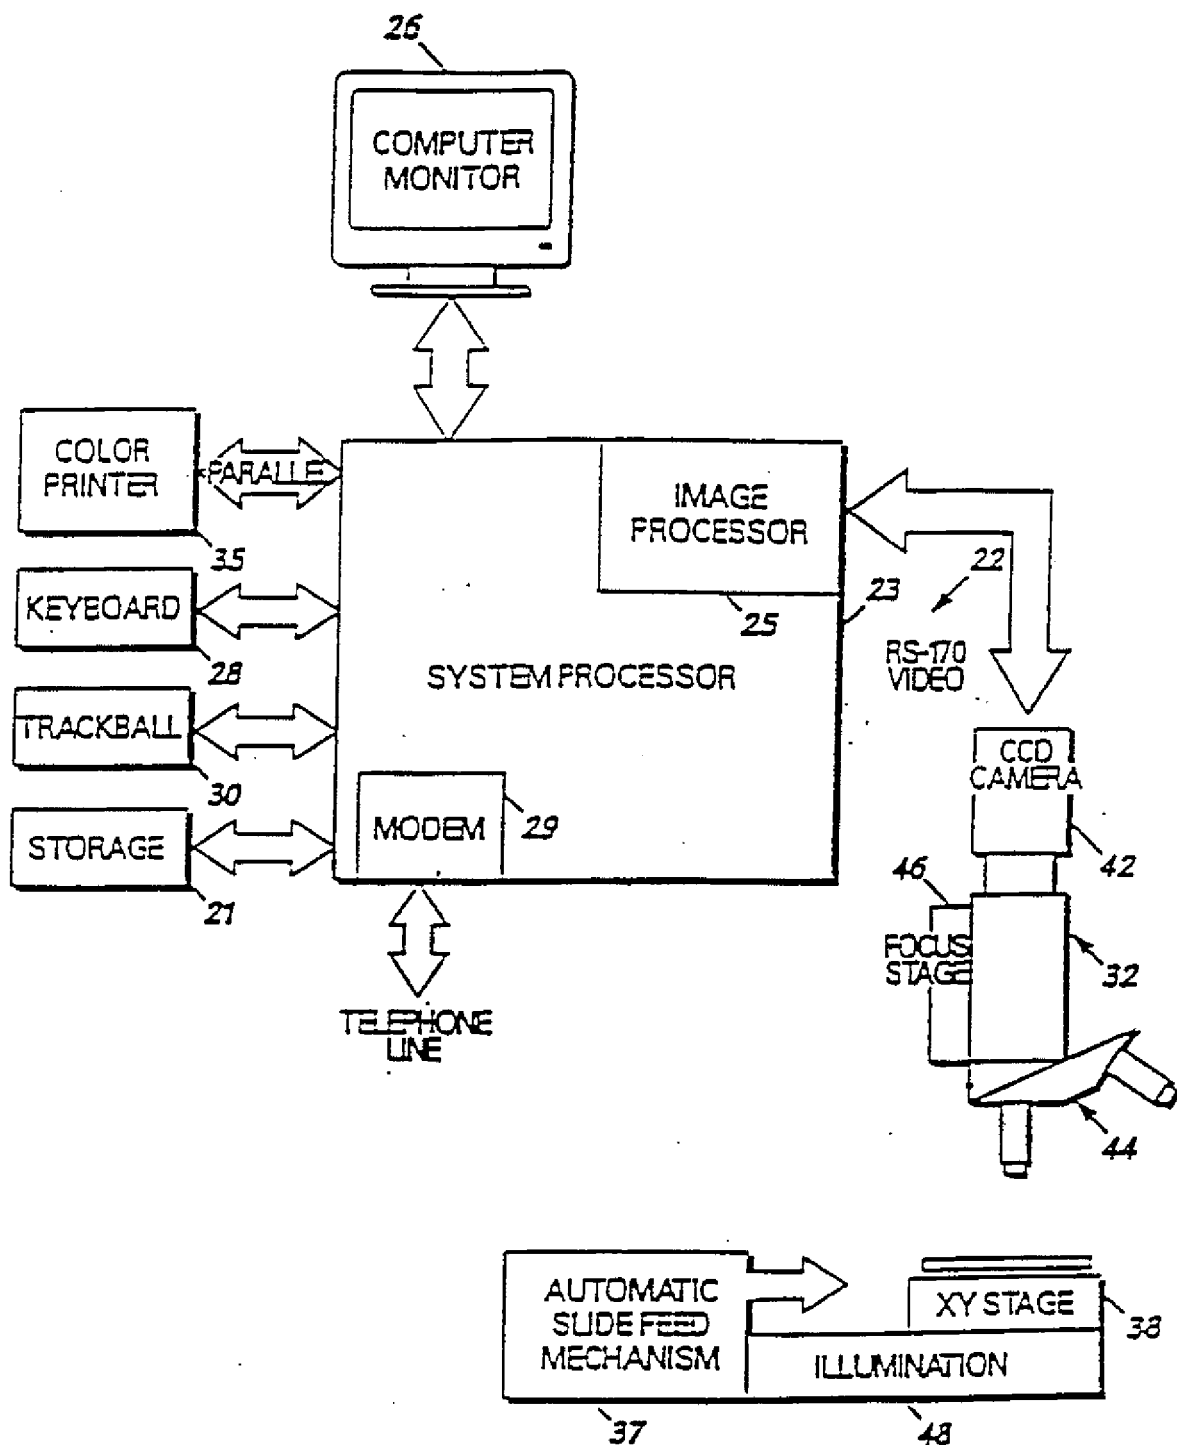 26
COMPUTER
MONITOR
COLOR
PRINTER
PARALLE
35
KEYBOARD
28
TRACKBALL
30
STORAGE
21
IMAGE
PROCESSOR
25
23
22
SYSTEM PROCESSOR
RS-170
VIDEO
MODEM
29
TELEPHONE
LINE
CCD
CAMERA
42
46
FOCUS
STAGE
32
44
AUTOMATIC
SLIDE FEED
MECHANISM
37
XY STAGE
38
ILLUMINATION
48